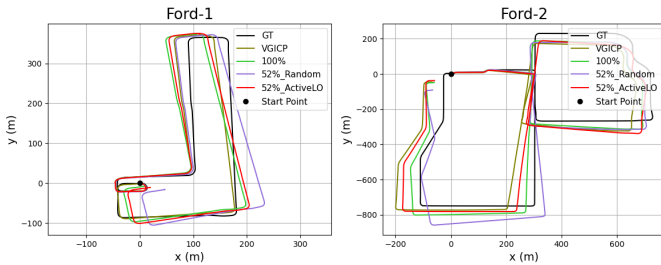 Ford-1
y (m)
300
200
100
0
−100
−100
0
100
200
300
x (m)
GT
VGICP
100%
52%_Random
52%_ActiveLO
Start Point
Ford-2
y (m)
200
0
−200
−400
−600
−800
−200
0
200
400
600
x (m)
GT
VGICP
100%
52%_Random
52%_ActiveLO
Start Point